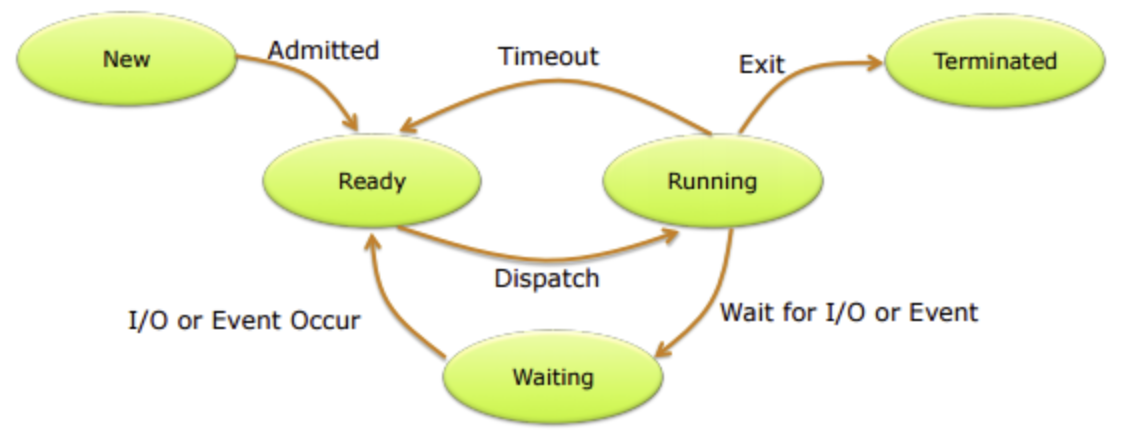 New
Admitted
Timeout
Exit
Terminated
Ready
Running
Dispatch
I/O or Event Occur
Wait for I/O or Event
Waiting